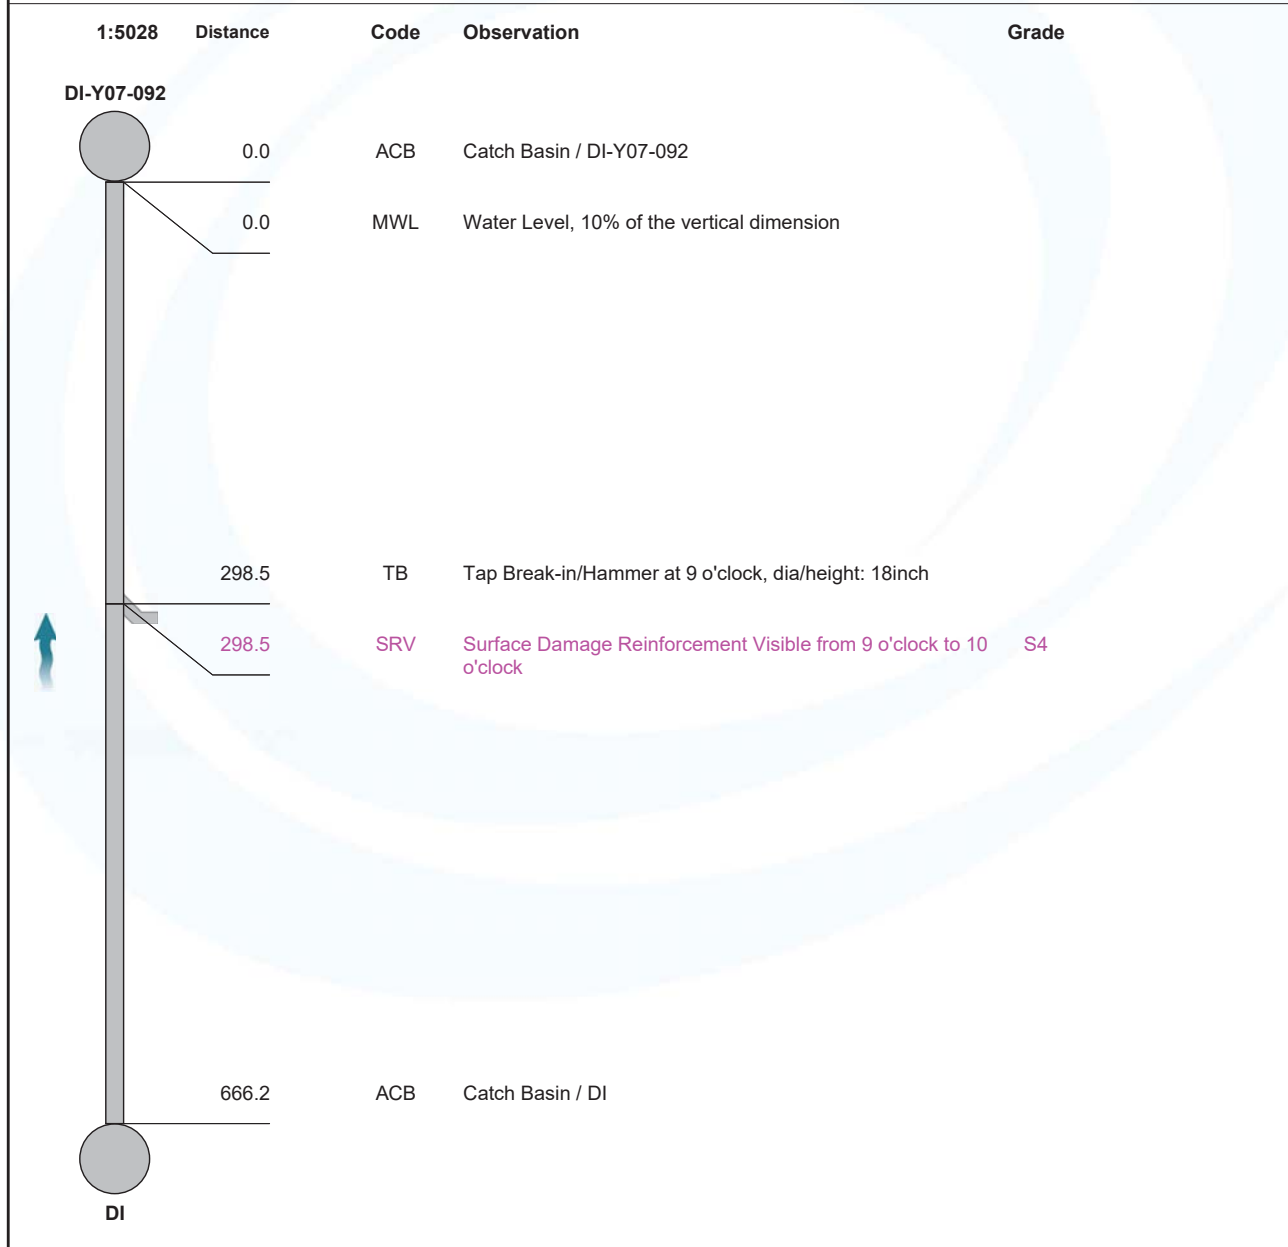 1:5028 Distance Code Observation Grade
DI-Y07-092
0.0 ACB Catch Basin / DI-Y07-092
0.0 MWL Water Level, 10% of the vertical dimension
298.5 TB Tap Break-in/Hammer at 9 o'clock, dia/height: 18inch
298.5 SRV Surface Damage Reinforcement Visible from 9 o'clock to 10 S4
o'clock
666.2 ACB Catch Basin / DI
DI